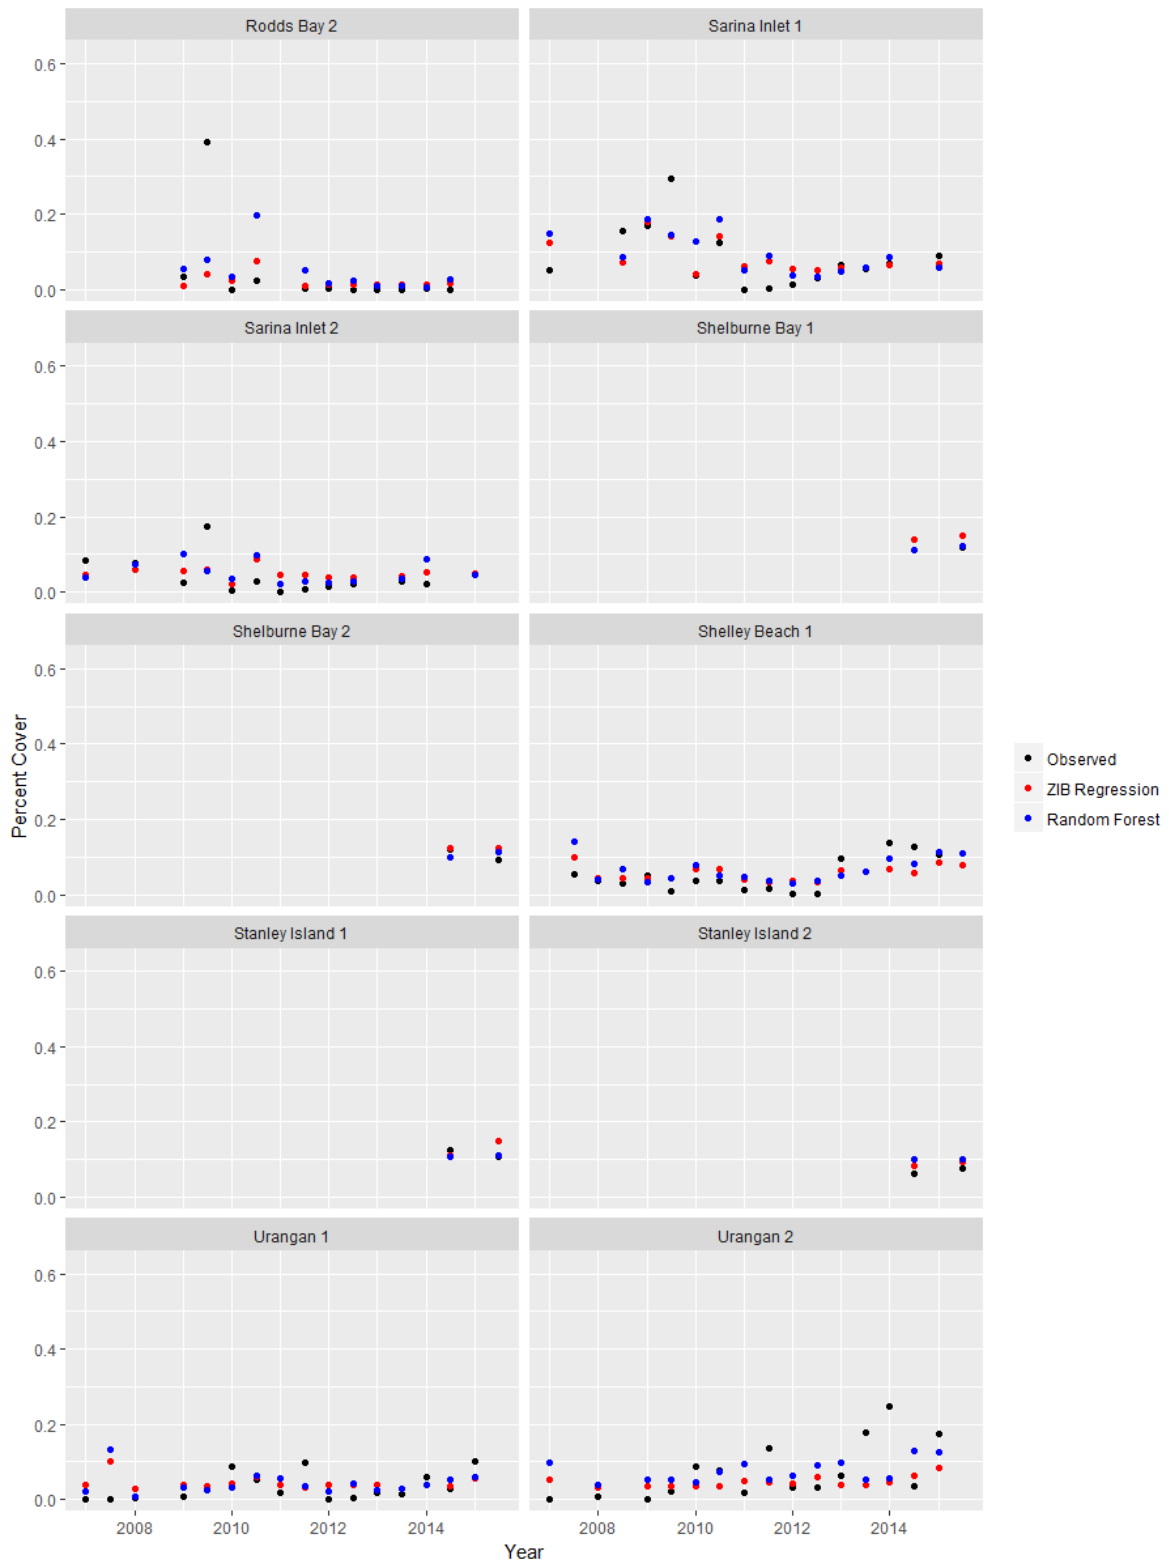 Rodds Bay 2
Sarina Inlet 1
0.6
0.4
0.2
0.0
Sarina Inlet 2
Shelburne Bay 1
0.6
0.4
0.2
0.0
Shelburne Bay 2
Shelley Beach 1
0.6
0.4
0.2
0.0
Percent Cover
Observed
ZIB Regression
Random Forest
Stanley Island 1
Stanley Island 2
0.6
0.4
0.2
0.0
Urangan 1
Urangan 2
0.6
0.4
0.2
0.0
2008 2010 2012 2014 2008 2010 2012 2014
Year